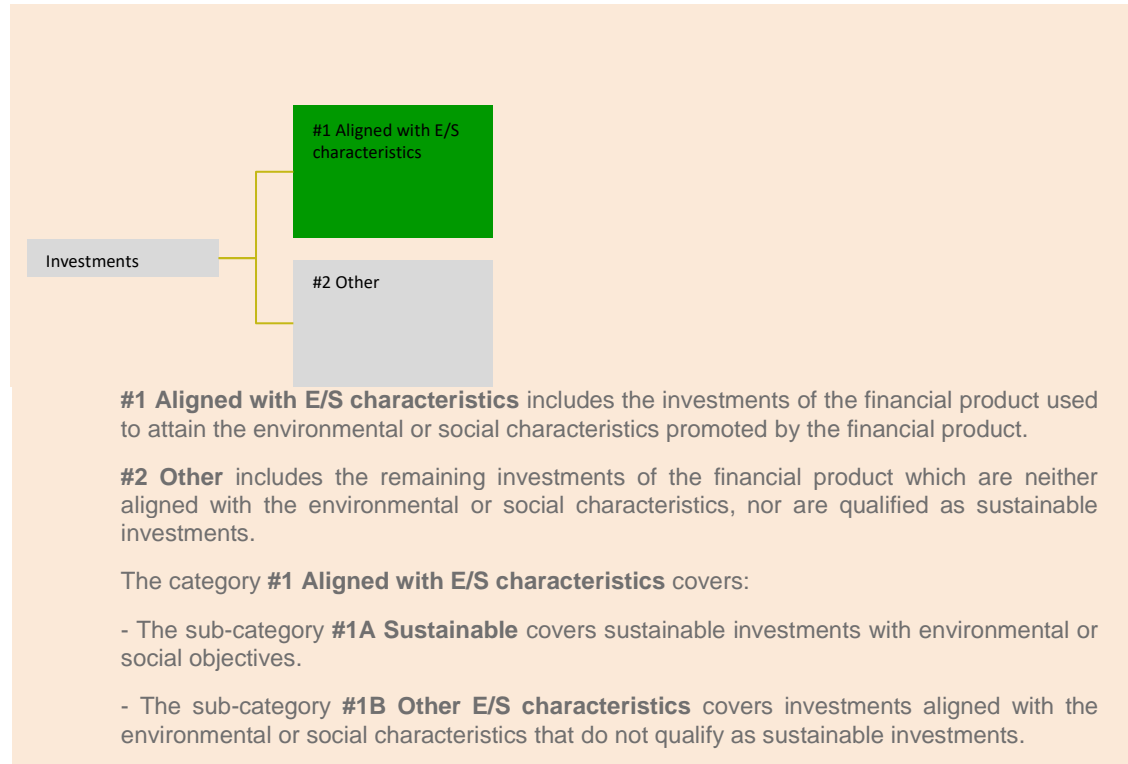 #1 Aligned with E/S
characteristics
Investments
#2 Other
#1 Aligned with E/S characteristics includes the investments of the financial product used
to attain the environmental or social characteristics promoted by the financial product.
#2 Other includes the remaining investments of the financial product which are neither
aligned with the environmental or social characteristics, nor are qualified as sustainable
investments.
The category #1 Aligned with E/S characteristics covers:
- The sub-category #1A Sustainable covers sustainable investments with environmental or
social objectives.
- The sub-category #1B Other E/S characteristics covers investments aligned with the
environmental or social characteristics that do not qualify as sustainable investments.